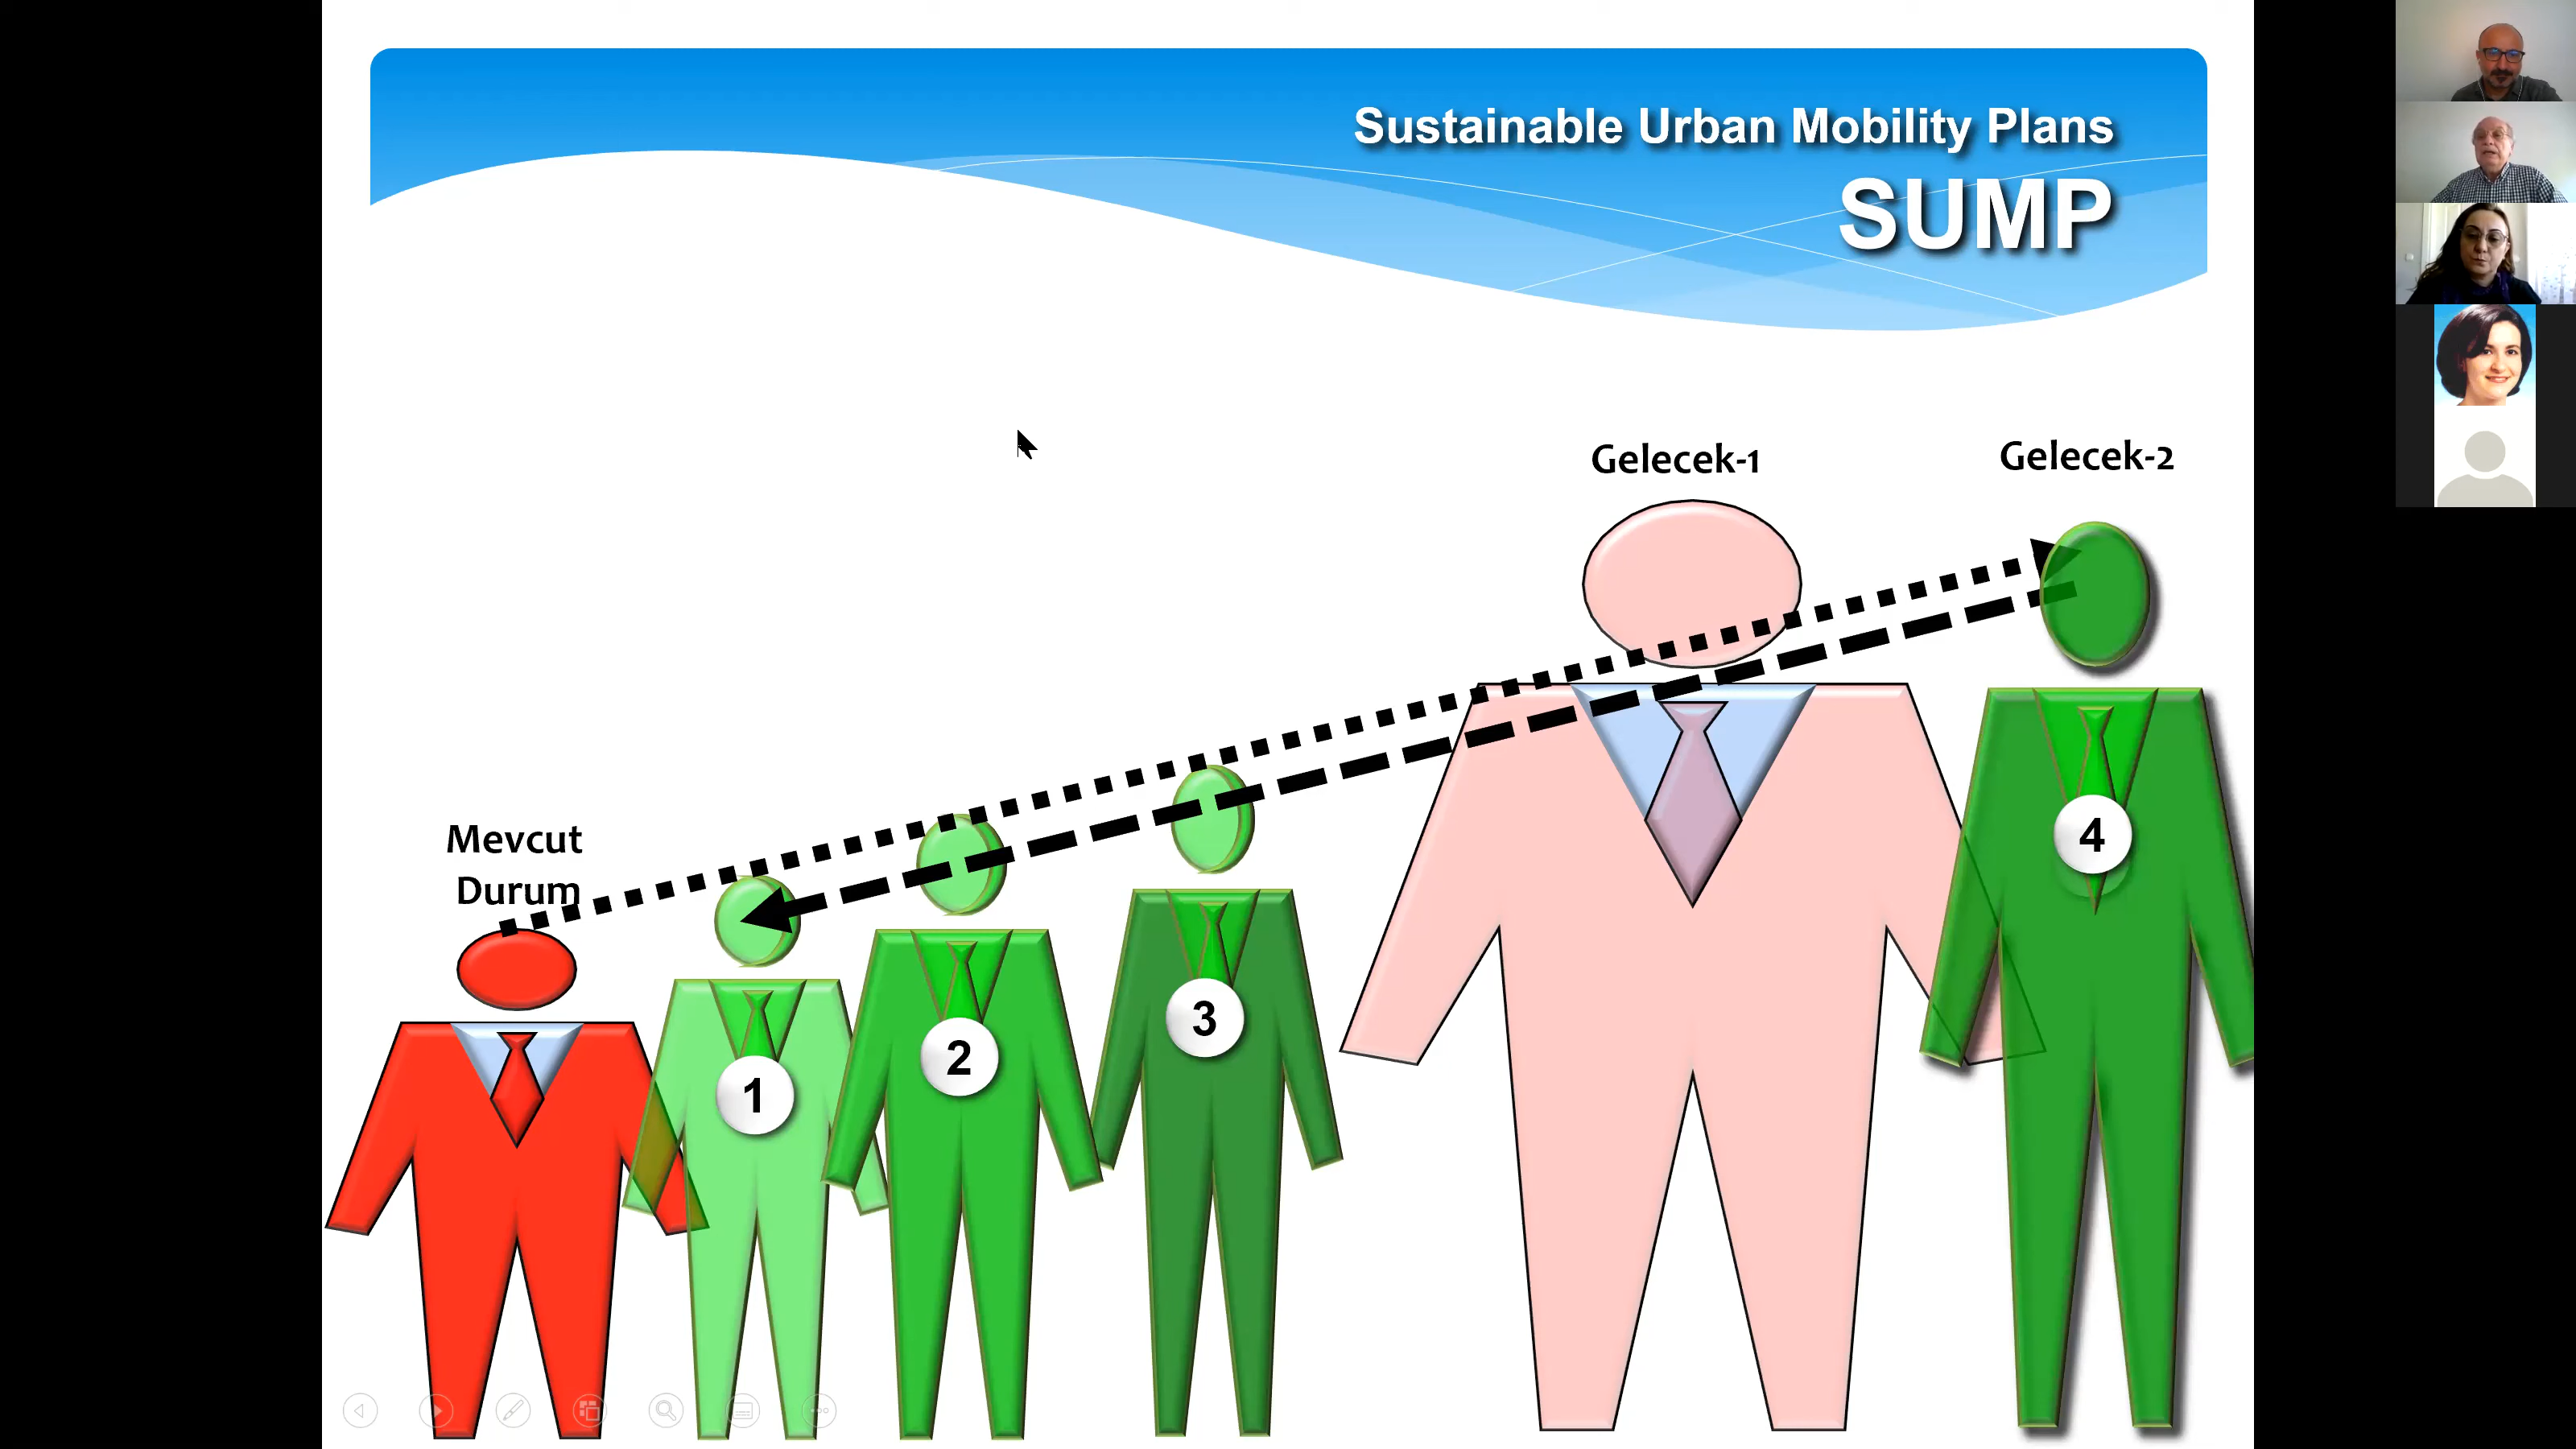 Sustainable Urban Mobility Plans
SUMP
Gelecek-1
Gelecek-2
Mevcut
Durum
1
2
3
4